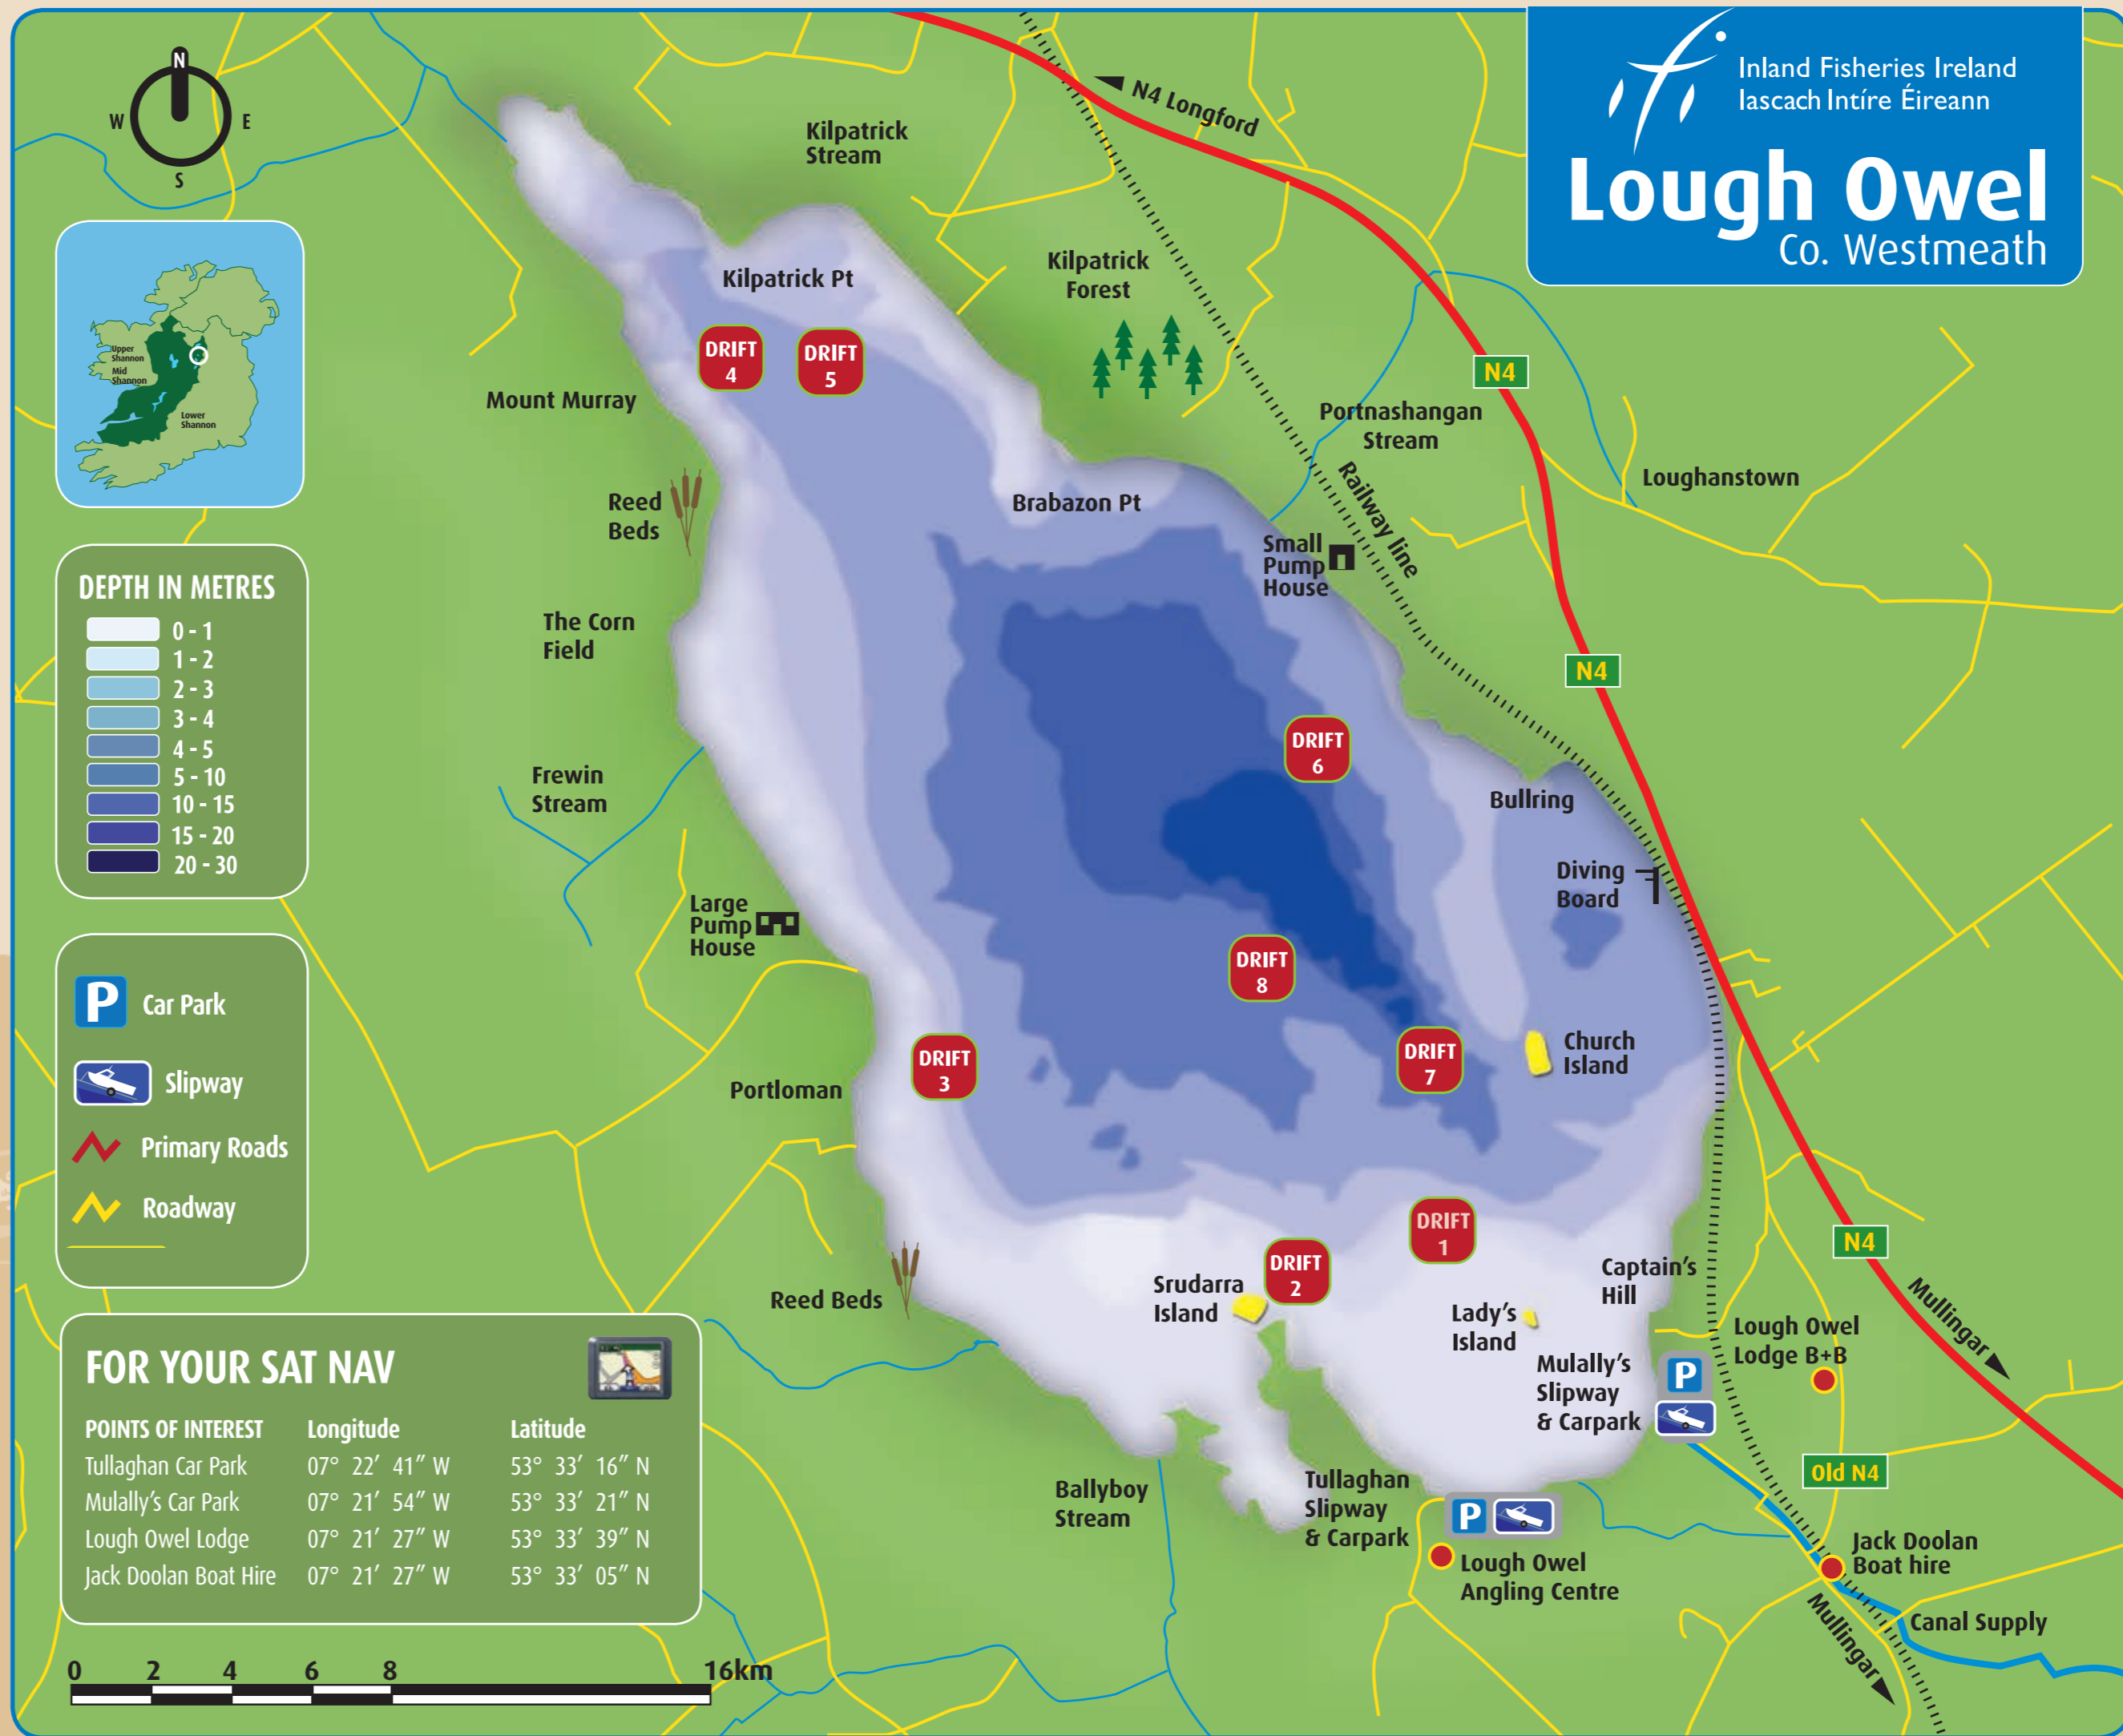 Inland Fisheries Ireland
Iascach Intíre Éireann
Lough Owel
Co. Westmeath
N
W
E
S
N4 Longford
Kilpatrick
Stream
Kilpatrick
Forest
Kilpatrick Pt
DRIFT
4
DRIFT
5
Mount Murray
Upper
Shannon
Mid
Shannon
Lower
Shannon
N4
Portnashangan
Stream
Railway line
Loughanstown
Reed
Beds
Brabazon Pt
Small
Pump
House
The Corn
Field
DEPTH IN METRES
0 - 1
1 - 2
2 - 3
3 - 4
4 - 5
5 - 10
10 - 15
15 - 20
20 - 30
N4
DRIFT
6
Frewin
Stream
Bullring
Diving
Board
Large
Pump
House
DRIFT
8
P Car Park
Slipway
Primary Roads
Roadway
DRIFT
3
DRIFT
7
Church
Island
Portloman
DRIFT
1
N4
DRIFT
2
Srudarra
Island
Captain's
Hill
Reed Beds
Lady's
Island
Mullingar
Lough Owel
Lodge B+B
Mulally's
Slipway
& Carpark
P
Old N4
Ballyboy
Stream
Tullaghan
Slipway
& Carpark
P
Lough Owel
Angling Centre
Jack Doolan
Boat hire
Canal Supply
Mullingar
FOR YOUR SAT NAV
POINTS OF INTEREST Longitude Latitude
Tullaghan Car Park 07° 22′ 41″ W 53° 33′ 16″ N
Mulally's Car Park 07° 21′ 54″ W 53° 33′ 21″ N
Lough Owel Lodge 07° 21′ 27″ W 53° 33′ 39″ N
Jack Doolan Boat Hire 07° 21′ 27″ W 53° 33′ 05″ N
0 2 4 6 8 16km